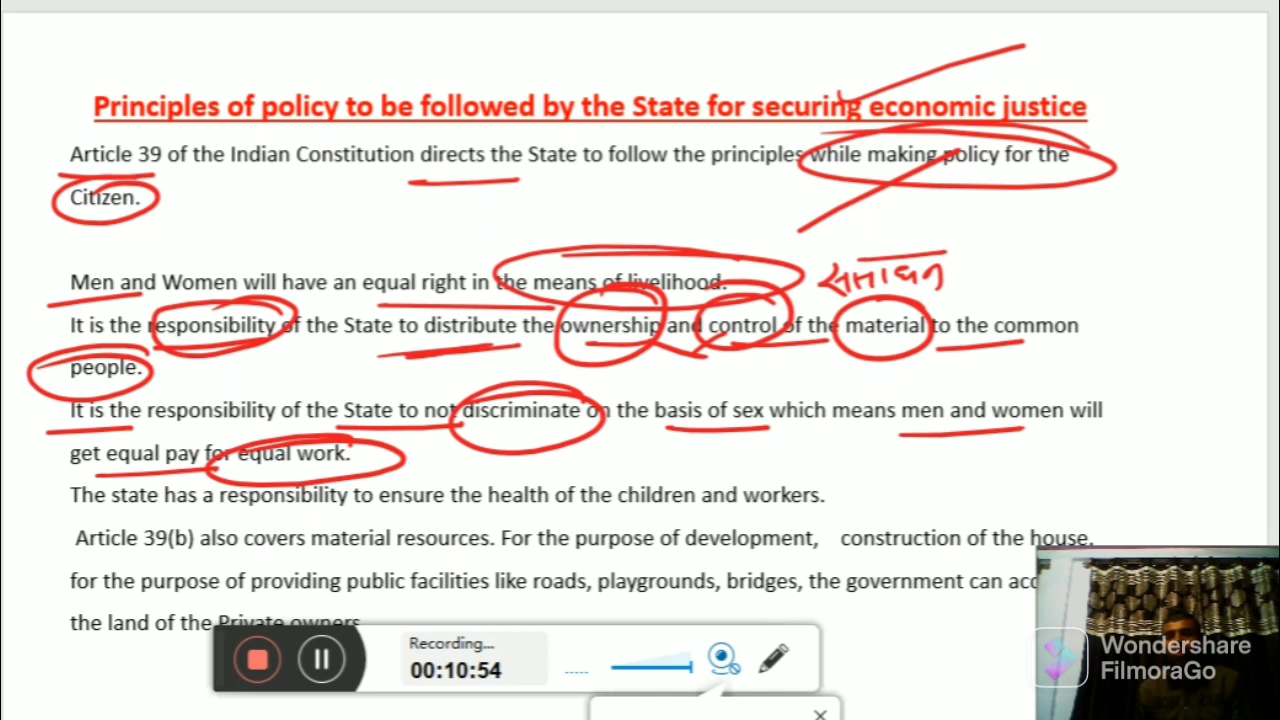 Principles of policy to be followed by the State for securing economic justice
Article 39 of the Indian Constitution directs the State to follow the principles while making policy for the
Citizen.
Men and Women will have an equal right in the means of livelihood.
It is the responsibility of the State to distribute the ownership and control of the material to the common
people.
It is the responsibility of the State to not discriminate on the basis of sex which means men and women will
get equal pay for equal work.
The state has a responsibility to ensure the health of the children and workers.
Article 39(b) also covers material resources. For the purpose of development, construction of the house.
for the purpose of providing public facilities like roads, playgrounds, bridges, the government can
the land of the Private owners
Recording...
00:10:54
Wondershare
FilmoraGo